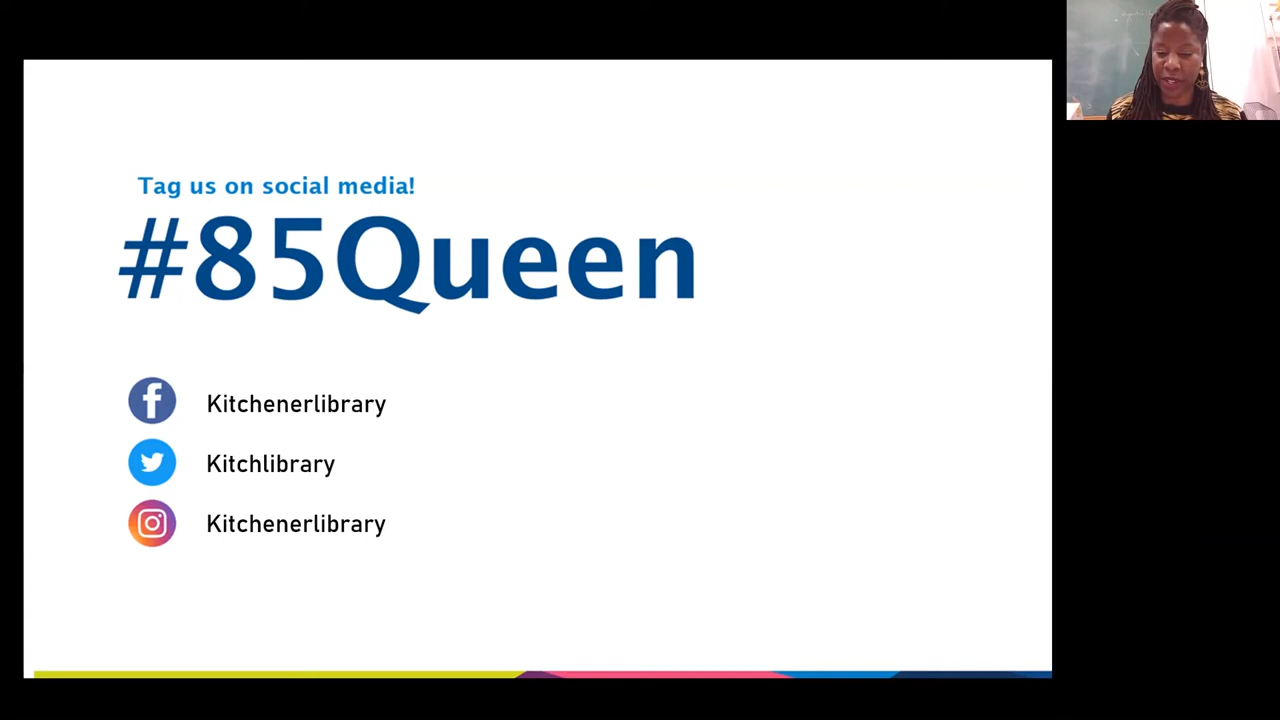 Tag us on social media!
#85Queen
Kitchenerlibrary
Kitchlibrary
Kitchenerlibrary